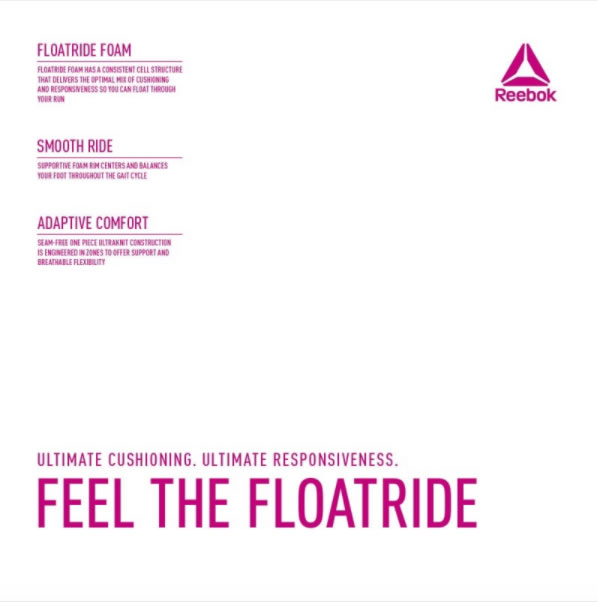 FLOATRIDE FOAM
FLOATRIDE FOAM HAS A CONSISTENT CELL STRUCTURE
THAT DELIVERS THE OPTIMAL MIX OF CUSHIONING
AND RESPONSIVENESS SO YOU CAN FLOAT THROUGH
YOUR RUN
Reebok
SMOOTH RIDE
SUPPORTIVE FOAM RIM CENTERS AND BALANCES
YOUR FOOT THROUGHOUT THE GAIT CYCLE
ADAPTIVE COMFORT
SEAM-FREE ONE PIECE ULTRAKNIT CONSTRUCTION
IS ENGINEERED IN ZONES TO OFFER SUPPORT AND
BREATHABLE FLEXIBILITY
ULTIMATE CUSHIONING. ULTIMATE RESPONSIVENESS.
FEEL THE FLOATRIDE